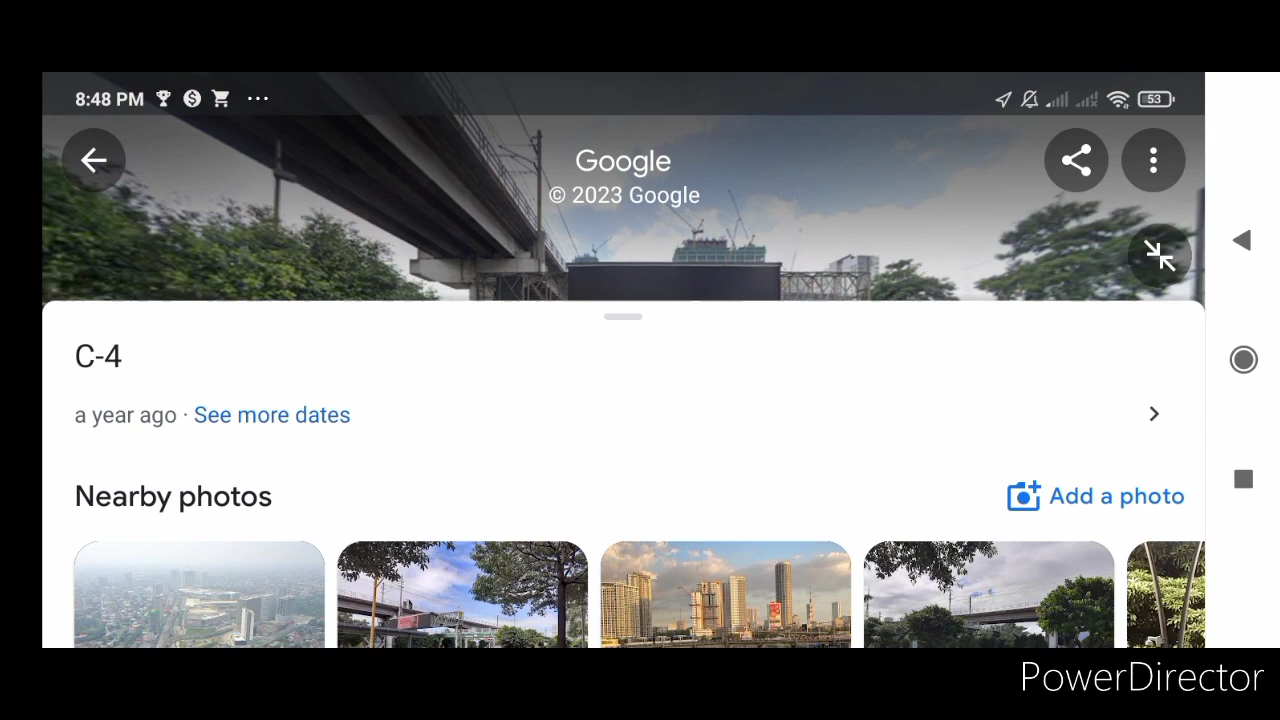 8:48 PM
53
Google
© 2023 Google
C-4
a year ago · See more dates
Nearby photos
Add a photo
PowerDirector